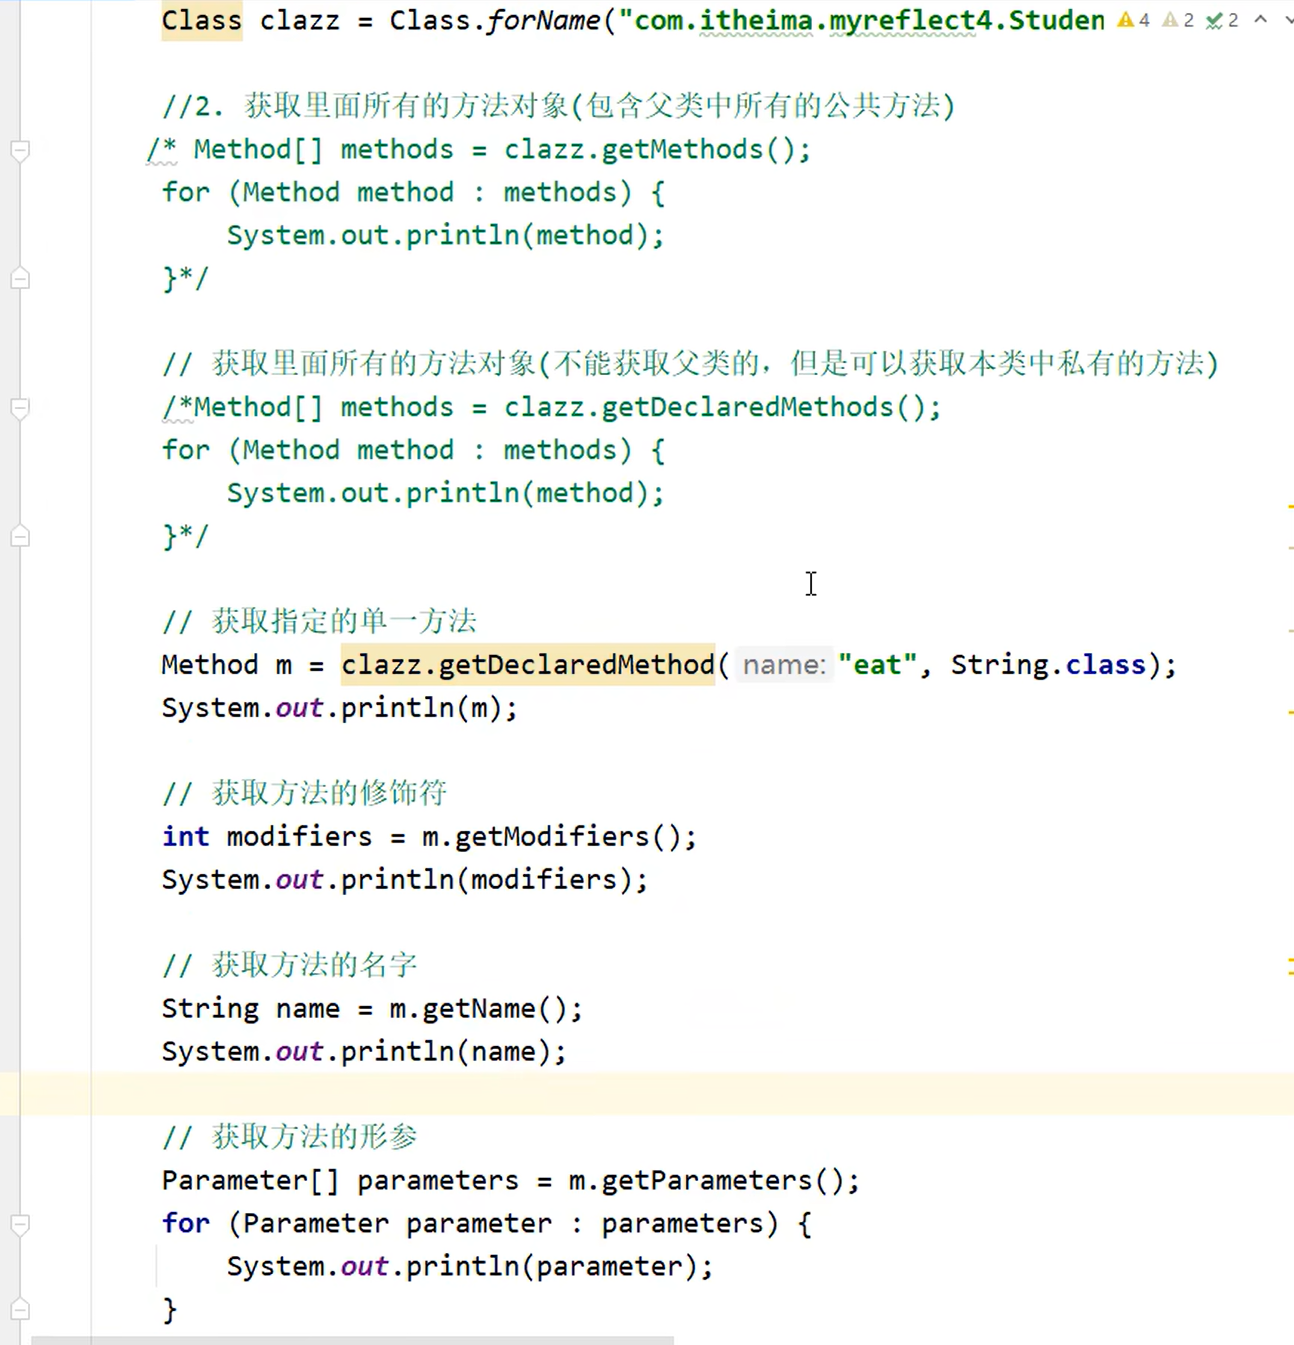 Class clazz = Class.forName("com.itheima.myreflect4.Studen 4 2 2
//2. 获取里面所有的方法对象(包含父类中所有的公共方法)
/* Method[] methods = clazz.getMethods();
for (Method method : methods) {
System.out.println(method);
}*/
// 获取里面所有的方法对象(不能获取父类的，但是可以获取本类中私有的方法)
/*Method[] methods = clazz.getDeclaredMethods();
for (Method method : methods) {
System.out.println(method);
}*/
// 获取指定的单一方法
Method m = clazz.getDeclaredMethod( name: "eat", String.class);
System.out.println(m);
// 获取方法的修饰符
int modifiers = m.getModifiers();
System.out.println(modifiers);
// 获取方法的名字
String name = m.getName();
System.out.println(name);
// 获取方法的形参
Parameter[] parameters = m.getParameters();
for (Parameter parameter : parameters) {
System.out.println(parameter);
}